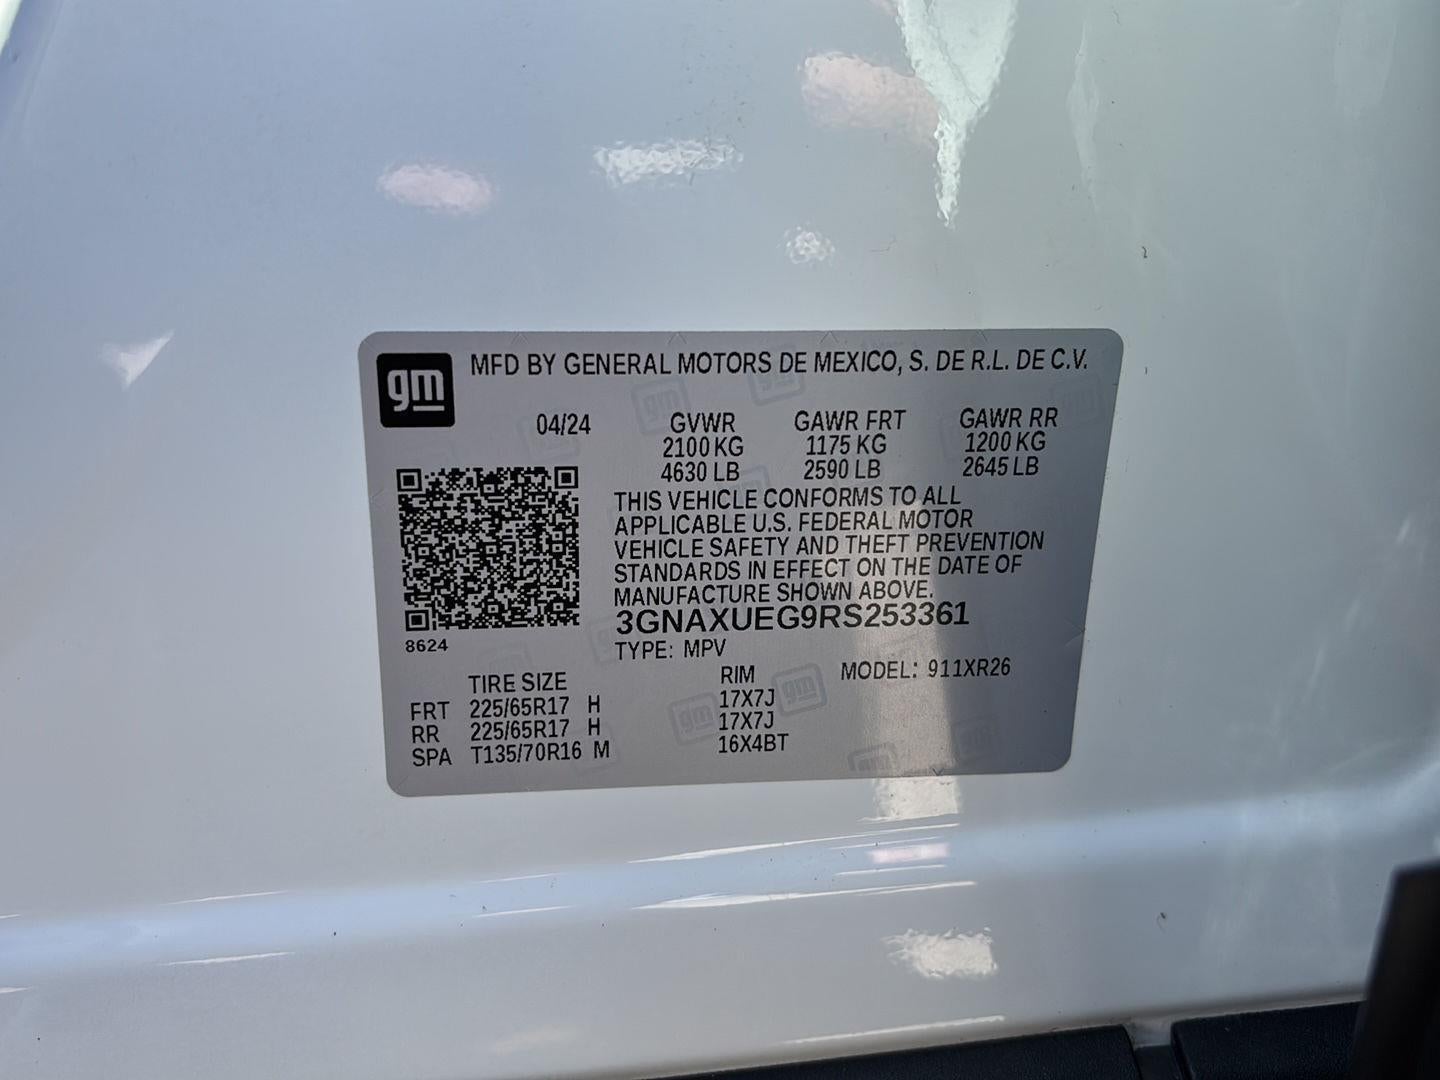 gm MFD BY GENERAL MOTORS DE MEXICO, S. DE R.L. DE C.V.
04/24 GVWR GAWR FRT GAWR RR
2100 KG 1175 KG 1200 KG
4630 LB 2590 LB 2645 LB
THIS VEHICLE CONFORMS TO ALL
APPLICABLE U.S. FEDERAL MOTOR
VEHICLE SAFETY AND THEFT PREVENTION
STANDARDS IN EFFECT ON THE DATE OF
MANUFACTURE SHOWN ABOVE.
3GNAXUEG9RS253361
8624
TYPE: MPV
TIRE SIZE RIM MODEL: 911XR26
FRT 225/65R17 H 17X7J
RR 225/65R17 H 17X7J
SPA T135/70R16 M 16X4BT